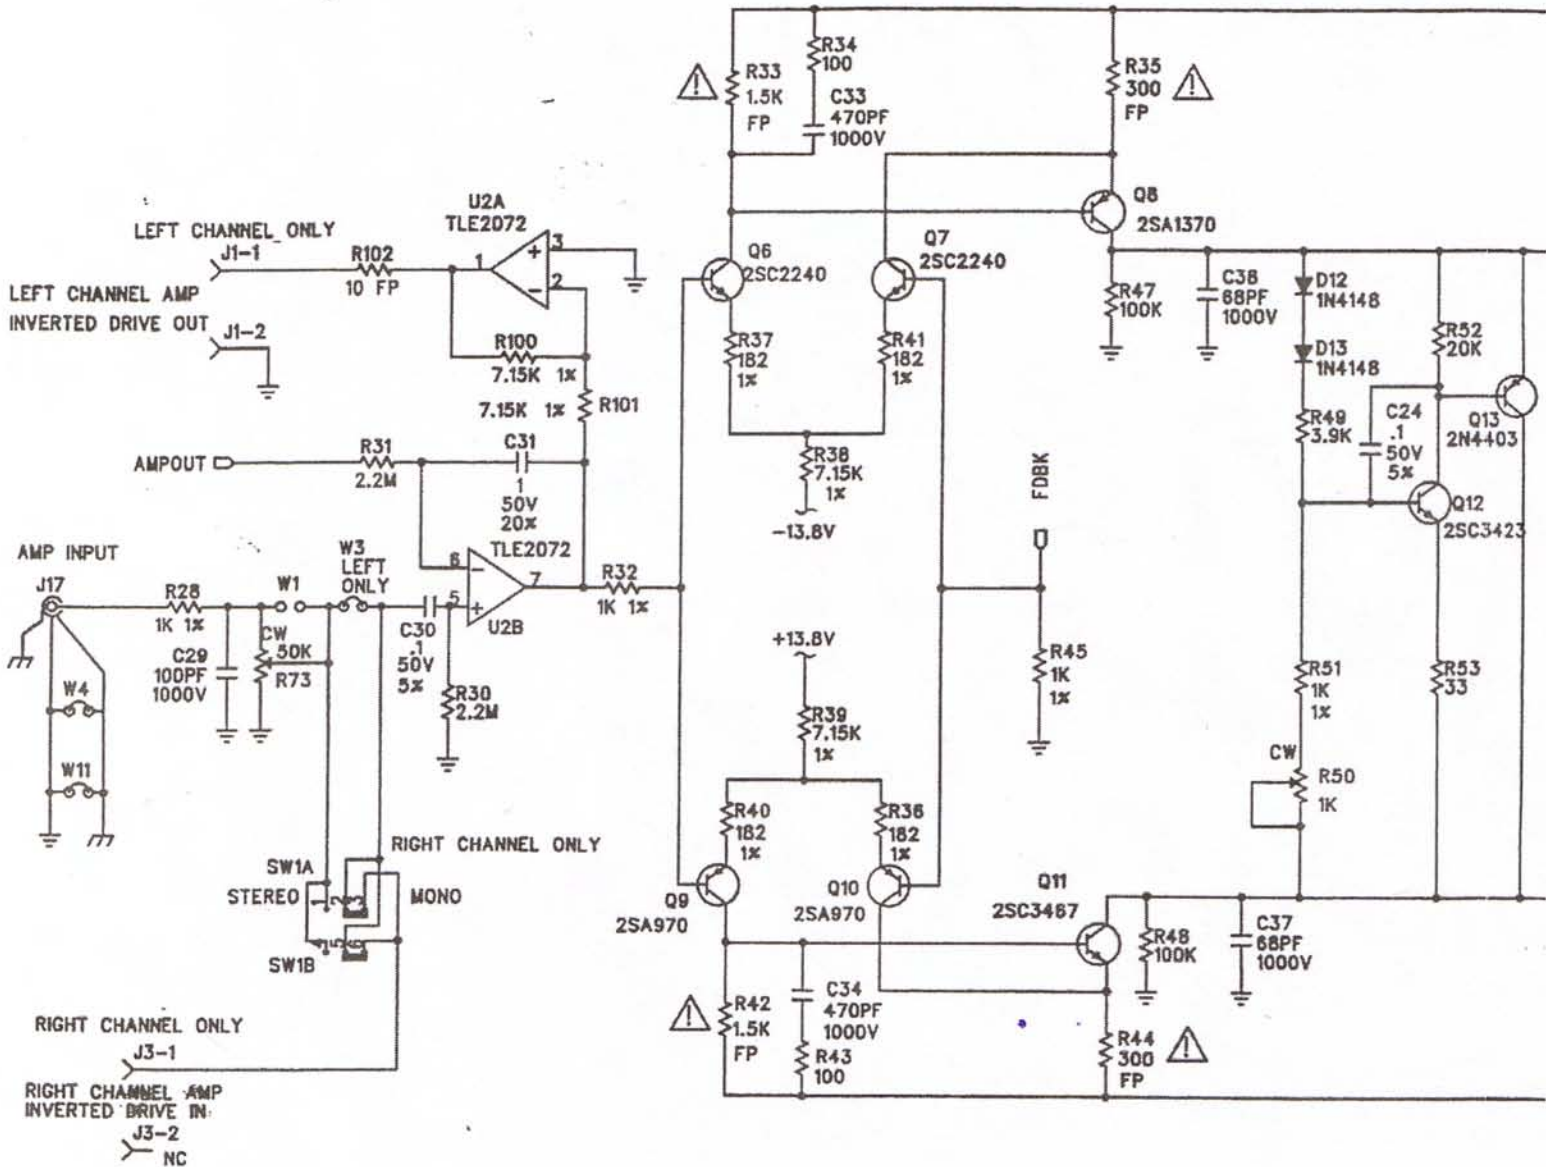 R34
100
R33
1.5K
FP
C33
470PF
1000V
R35
300
FP
U2A
TLE2072
LEFT CHANNEL ONLY
J1-1
R102
10 FP
1
+ 3
- 2
LEFT CHANNEL AMP
INVERTED DRIVE OUT
J1-2
R100
7.15K 1%
7.15K 1%
R101
Q6
2SC2240
Q7
2SC2240
Q8
2SA1370
R47
100K
C38
68PF
1000V
D12
1N4148
D13
1N4148
R52
20K
R37
182
1%
R41
182
1%
R49
3.9K
C24
.1
50V
5%
Q13
2N4403
Q12
2SC3423
AMPOUT
R31
2.2M
C31
1
50V
20%
R38
7.15K
1%
-13.8V
FDBK
AMP INPUT
J17
R28
1K 1%
W1
W3
LEFT
ONLY
TLE2072
6 -
5 +
7
U2B
R32
1K 1%
C29
100PF
1000V
CW
50K
R73
C30
.1
50V
5%
R30
2.2M
W4
W11
+13.8V
R39
7.15K
1%
R45
1K
1%
R51
1K
1%
R53
33
CW
R50
1K
R40
182
1%
R36
182
1%
RIGHT CHANNEL ONLY
SW1A
STEREO
1 2 3
MONO
4 5 6
SW1B
Q9
2SA970
Q10
2SA970
Q11
2SC3467
R48
100K
C37
68PF
1000V
R42
1.5K
FP
C34
470PF
1000V
R43
100
R44
300
FP
RIGHT CHANNEL ONLY
J3-1
RIGHT CHANNEL AMP
INVERTED DRIVE IN
J3-2
NC